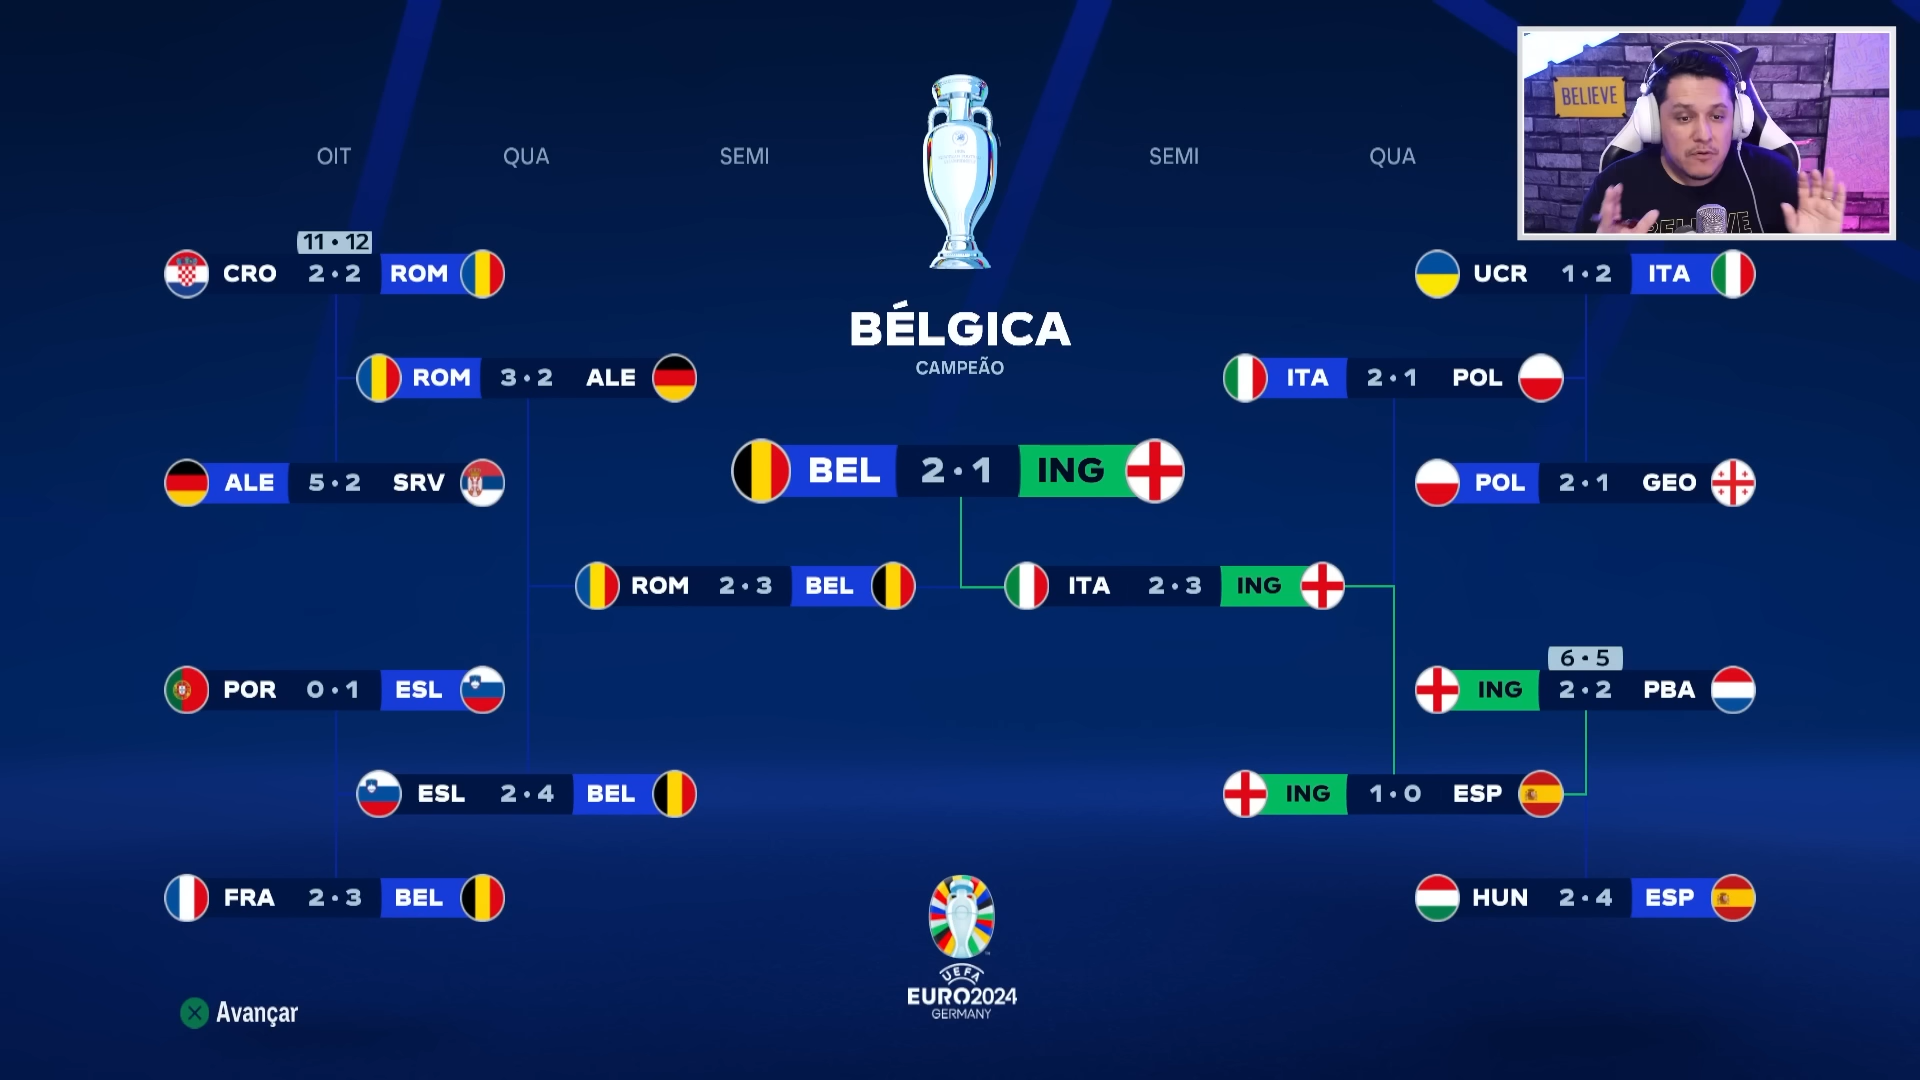 OIT QUA SEMI SEMI QUA
BELIEVE
11 • 12
CRO 2 • 2 ROM
UCR 1 • 2 ITA
BÉLGICA
CAMPEÃO
ROM 3 • 2 ALE
ITA 2 • 1 POL
BEL 2 • 1 ING
ALE 5 • 2 SRV
POL 2 • 1 GEO
ROM 2 • 3 BEL
ITA 2 • 3 ING
6 • 5
POR 0 • 1 ESL
ING 2 • 2 PBA
ESL 2 • 4 BEL
ING 1 • 0 ESP
FRA 2 • 3 BEL
HUN 2 • 4 ESP
UEFA
EURO2024
GERMANY
Avançar